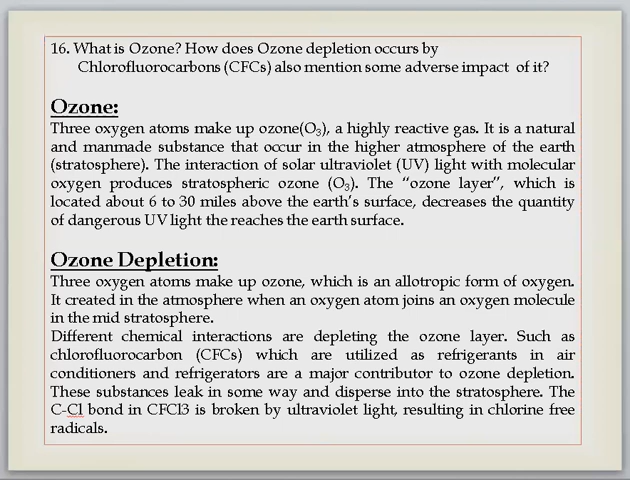 16. What is Ozone? How does Ozone depletion occurs by
Chlorofluorocarbons (CFCs) also mention some adverse impact of it?
Ozone:
Three oxygen atoms make up ozone(O₃), a highly reactive gas. It is a natural
and manmade substance that occur in the higher atmosphere of the earth
(stratosphere). The interaction of solar ultraviolet (UV) light with molecular
oxygen produces stratospheric ozone (O₃). The “ozone layer”, which is
located about 6 to 30 miles above the earth’s surface, decreases the quantity
of dangerous UV light the reaches the earth surface.
Ozone Depletion:
Three oxygen atoms make up ozone, which is an allotropic form of oxygen.
It created in the atmosphere when an oxygen atom joins an oxygen molecule
in the mid stratosphere.
Different chemical interactions are depleting the ozone layer. Such as
chlorofluorocarbon (CFCs) which are utilized as refrigerants in air
conditioners and refrigerators are a major contributor to ozone depletion.
These substances leak in some way and disperse into the stratosphere. The
C-Cl bond in CFCl3 is broken by ultraviolet light, resulting in chlorine free
radicals.